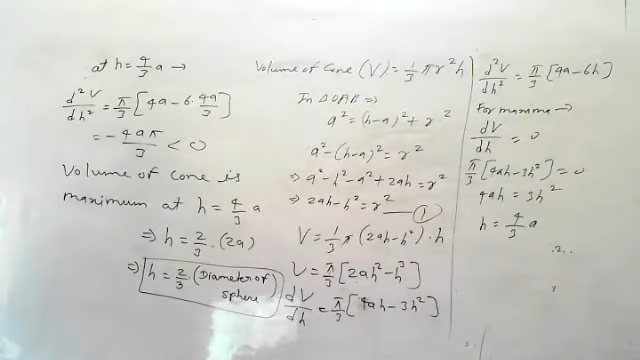 at h = 4/3 a →
d²V/dh² = π/3 [4a - 6·4a/3]
= -4aπ/3 < 0
Volume of cone is
maximum at h = 4/3 a
⇒ h = 2/3 · (2a)
⇒ h = 2/3 (Diameter of
sphere
Volume of Cone (V) = 1/3 πr²h
In Δ OAB ⇒
a² = (h-a)² + r²
a² - (h-a)² = r²
⇒ a² - h² - a² + 2ah = r²
⇒ 2ah - h² = r² — ①
V = 1/3 π (2ah - h²) · h
V = π/3 [2ah² - h³]
dV/dh = π/3 [4ah - 3h²]
d²V/dh² = π/3 [4a - 6h]
For maxima →
dV/dh = 0
π/3 [4ah - 3h²] = 0
4ah = 3h²
h = 4/3 a